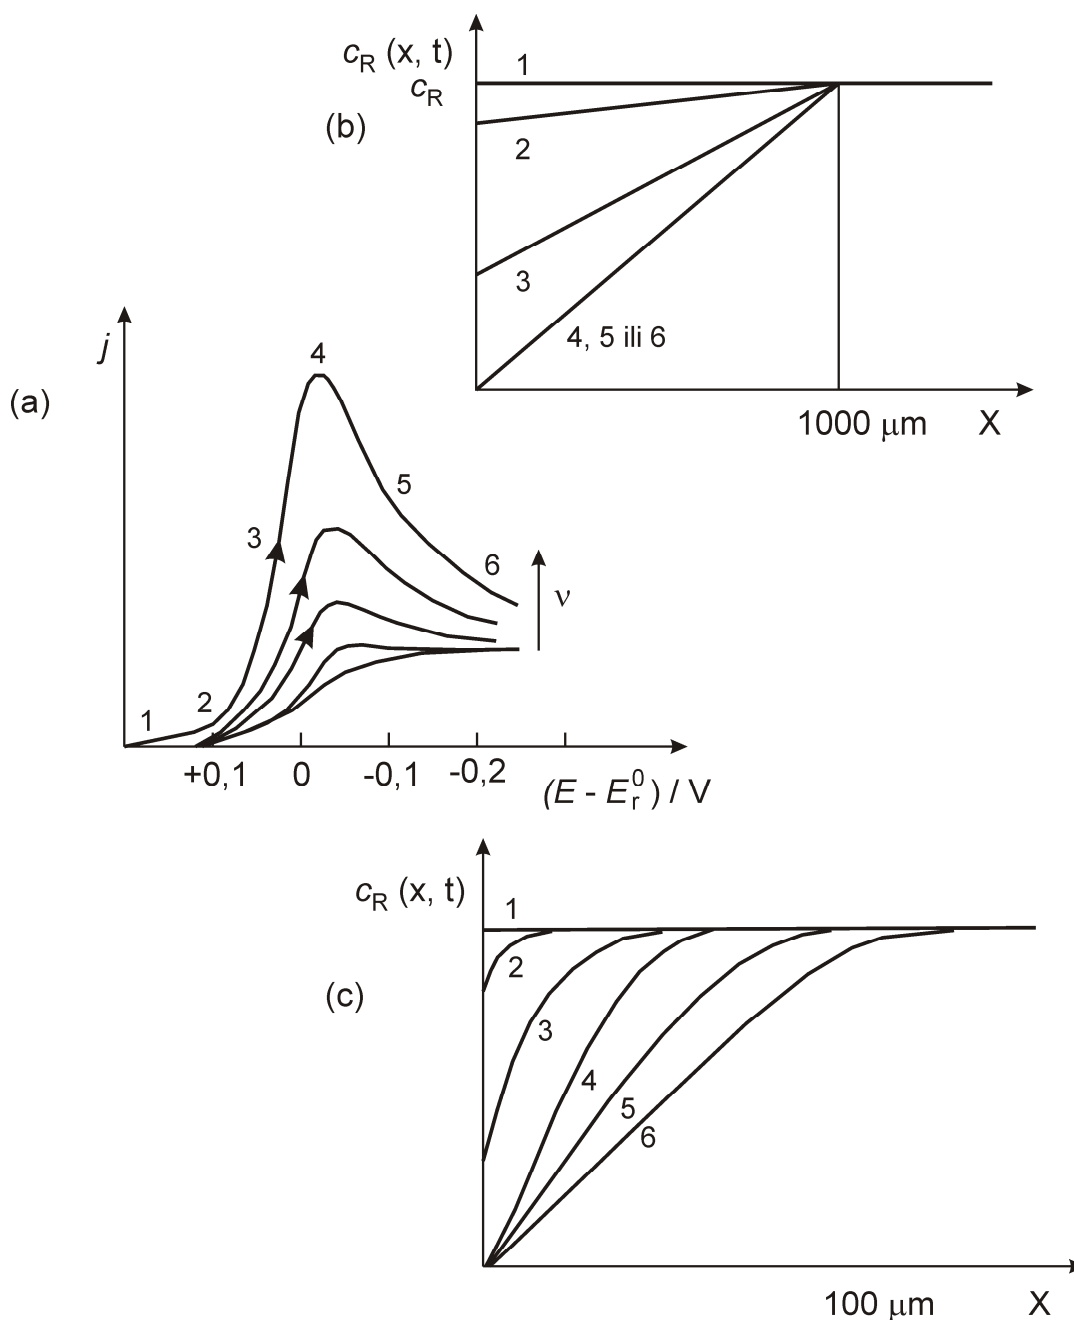 c_R (x, t)
c_R
1
(b)
2
3
4, 5 ili 6
1000 μm X
j
(a)
4
5
3
6
ν
2
1
+0,1 0 -0,1 -0,2
(E - E_r^0) / V
c_R (x, t)
1
2
(c)
3
4
5
6
100 μm X